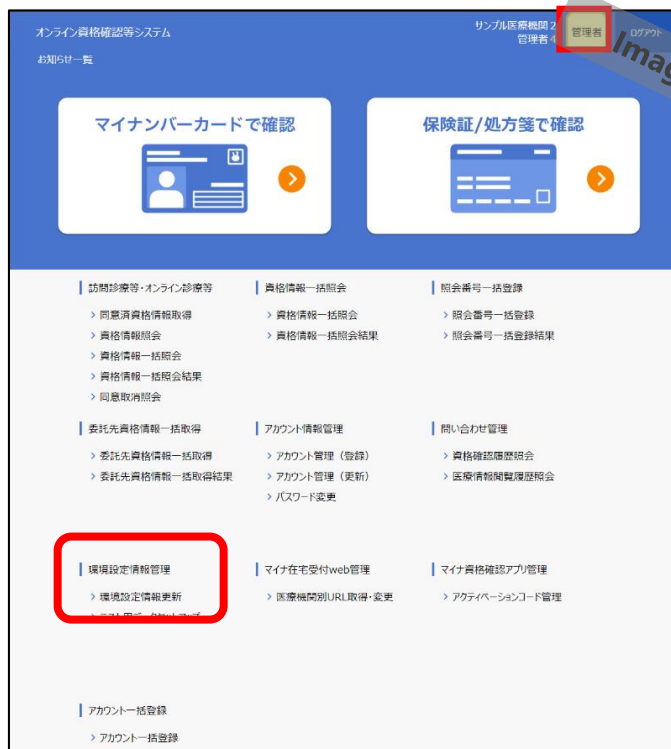 オンライン資格確認等システム
サンプル医療機関２
管理者４
管理者
ログアウト
お知らせ一覧
Imag
マイナンバーカードで確認
保険証/処方箋で確認
訪問診療等・オンライン診療等
資格情報一括照会
照会番号一括登録
> 同意済資格情報取得
> 資格情報一括照会
> 照会番号一括登録
> 資格情報照会
> 資格情報一括照会結果
> 照会番号一括登録結果
> 資格情報一括照会
> 資格情報一括照会結果
> 同意取消照会
委託先資格情報一括取得
アカウント情報管理
問い合わせ管理
> 委託先資格情報一括取得
> アカウント管理（登録）
> 資格確認履歴照会
> 委託先資格情報一括取得結果
> アカウント管理（更新）
> 医療情報閲覧履歴照会
> パスワード変更
環境設定情報管理
マイナ在宅受付web管理
マイナ資格確認アプリ管理
> 環境設定情報更新
> 医療機関別URL取得・変更
> アクティベーションコード管理
アカウント一括登録
> アカウント一括登録